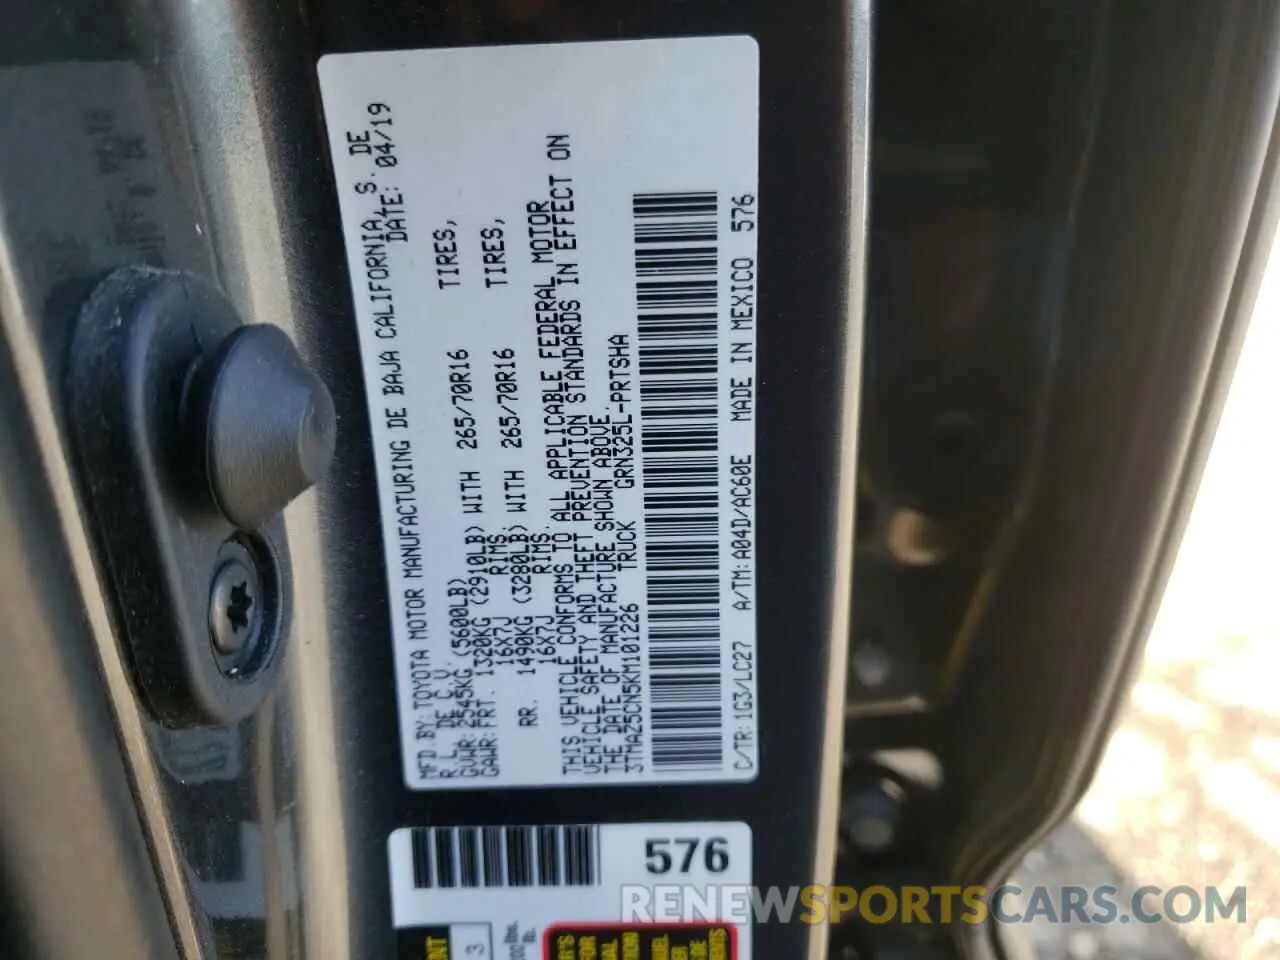 MFD.BY:TOYOTA MOTOR MANUFACTURING DE BAJA CALIFORNIA, S. DE
R.L. DE C.V. DATE: 04/19
GVWR: 2545KG (5600LB)
GAWR:FRT. 1320KG (2910LB) WITH 265/70R16 TIRES,
16X7J RIMS,
RR. 1490KG (3280LB) WITH 265/70R16 TIRES,
16X7J RIMS.
THIS VEHICLE CONFORMS TO ALL APPLICABLE FEDERAL MOTOR
VEHICLE SAFETY AND THEFT PREVENTION STANDARDS IN EFFECT ON
THE DATE OF MANUFACTURE SHOWN ABOVE.
3TMAZ5CN5KM101226 TRUCK GRN325L-PRTSHA
C/TR:1G3/LC27 A/TM:A04D/AC60E MADE IN MEXICO 576
576
3
RENEWSPORTSCARS.COM